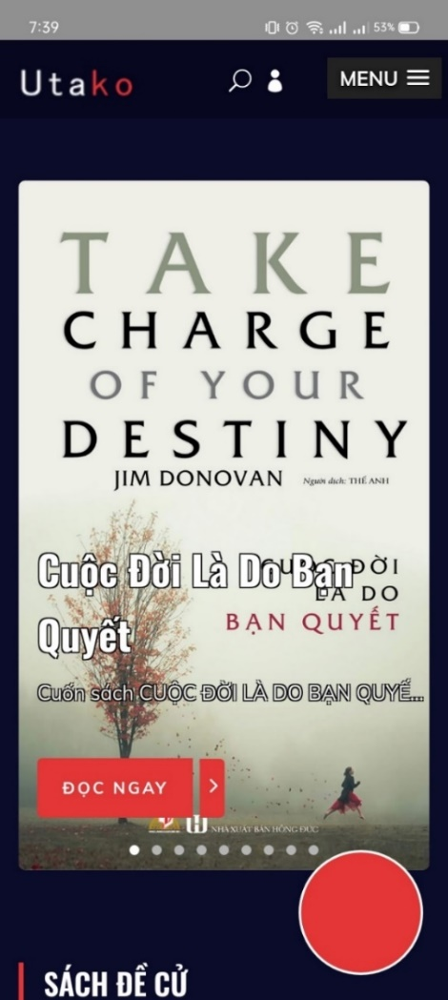 7:39
53%
Utako
MENU
TAKE
CHARGE
OF YOUR
DESTINY
JIM DONOVAN Người dịch: THẾ ANH
CUỘC ĐỜI
LÀ DO
BẠN QUYẾT
Cuộc Đời Là Do Bạn
Quyết
Cuốn sách CUỘC ĐỜI LÀ DO BẠN QUYẾ...
ĐỌC NGAY
NHÀ XUẤT BẢN HỒNG ĐỨC
SÁCH ĐỀ CỬ